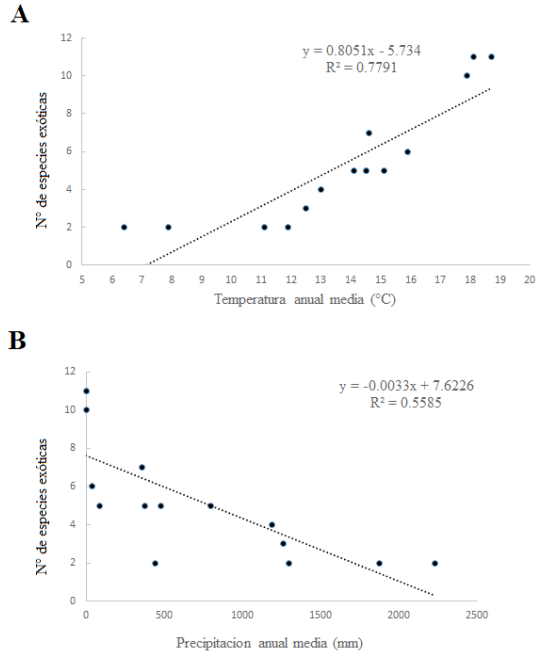 A
y = 0.8051x - 5.734
R² = 0.7791
N° de especies exóticas
12
10
8
6
4
2
0
5 6 7 8 9 10 11 12 13 14 15 16 17 18 19 20
Temperatura anual media (°C)
B
y = -0.0033x + 7.6226
R² = 0.5585
N° de especies exóticas
12
10
8
6
4
2
0
0 500 1000 1500 2000 2500
Precipitacion anual media (mm)